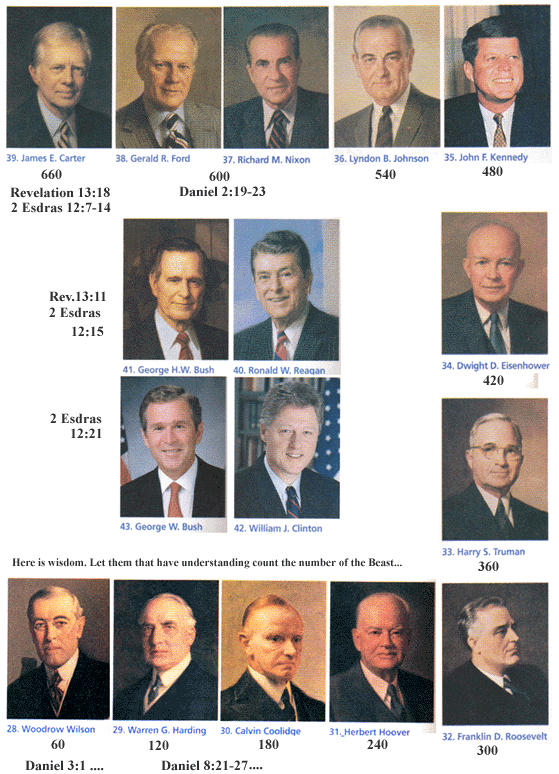 39. James E. Carter
38. Gerald R. Ford
37. Richard M. Nixon
36. Lyndon B. Johnson
35. John F. Kennedy
660
600
540
480
Revelation 13:18
Daniel 2:19-23
2 Esdras 12:7-14
Rev.13:11
2 Esdras
12:15
41. George H.W. Bush
40. Ronald W. Reagan
34. Dwight D. Eisenhower
420
2 Esdras
12:21
43. George W. Bush
42. William J. Clinton
33. Harry S. Truman
360
Here is wisdom. Let them that have understanding count the number of the Beast...
28. Woodrow Wilson
29. Warren G. Harding
30. Calvin Coolidge
31. Herbert Hoover
32. Franklin D. Roosevelt
60
120
180
240
300
Daniel 3:1 ....
Daniel 8:21-27....